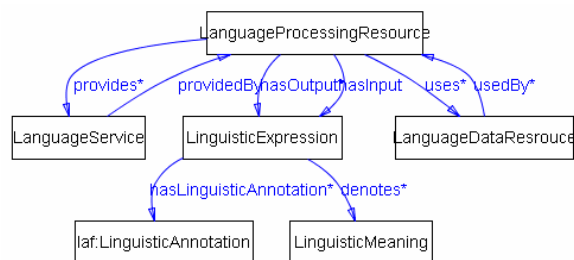 LanguageProcessingResource
provides* providedBy hasOutput* hasInput uses* usedBy*
LanguageService LinguisticExpression LanguageDataResrouce
hasLinguisticAnnotation* denotes*
laf:LinguisticAnnotation LinguisticMeaning